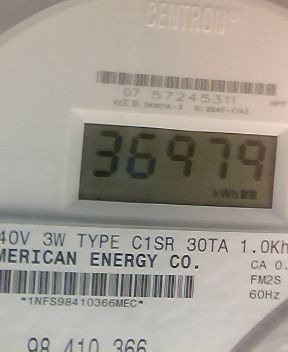 CENTRON
07 57245311
36979
kWh
40V 3W TYPE C1SR 30TA 1.0Kh
MERICAN ENERGY CO.
CA 0.
FM2S
*1NFS98410366MEC*
60Hz
98 410 366